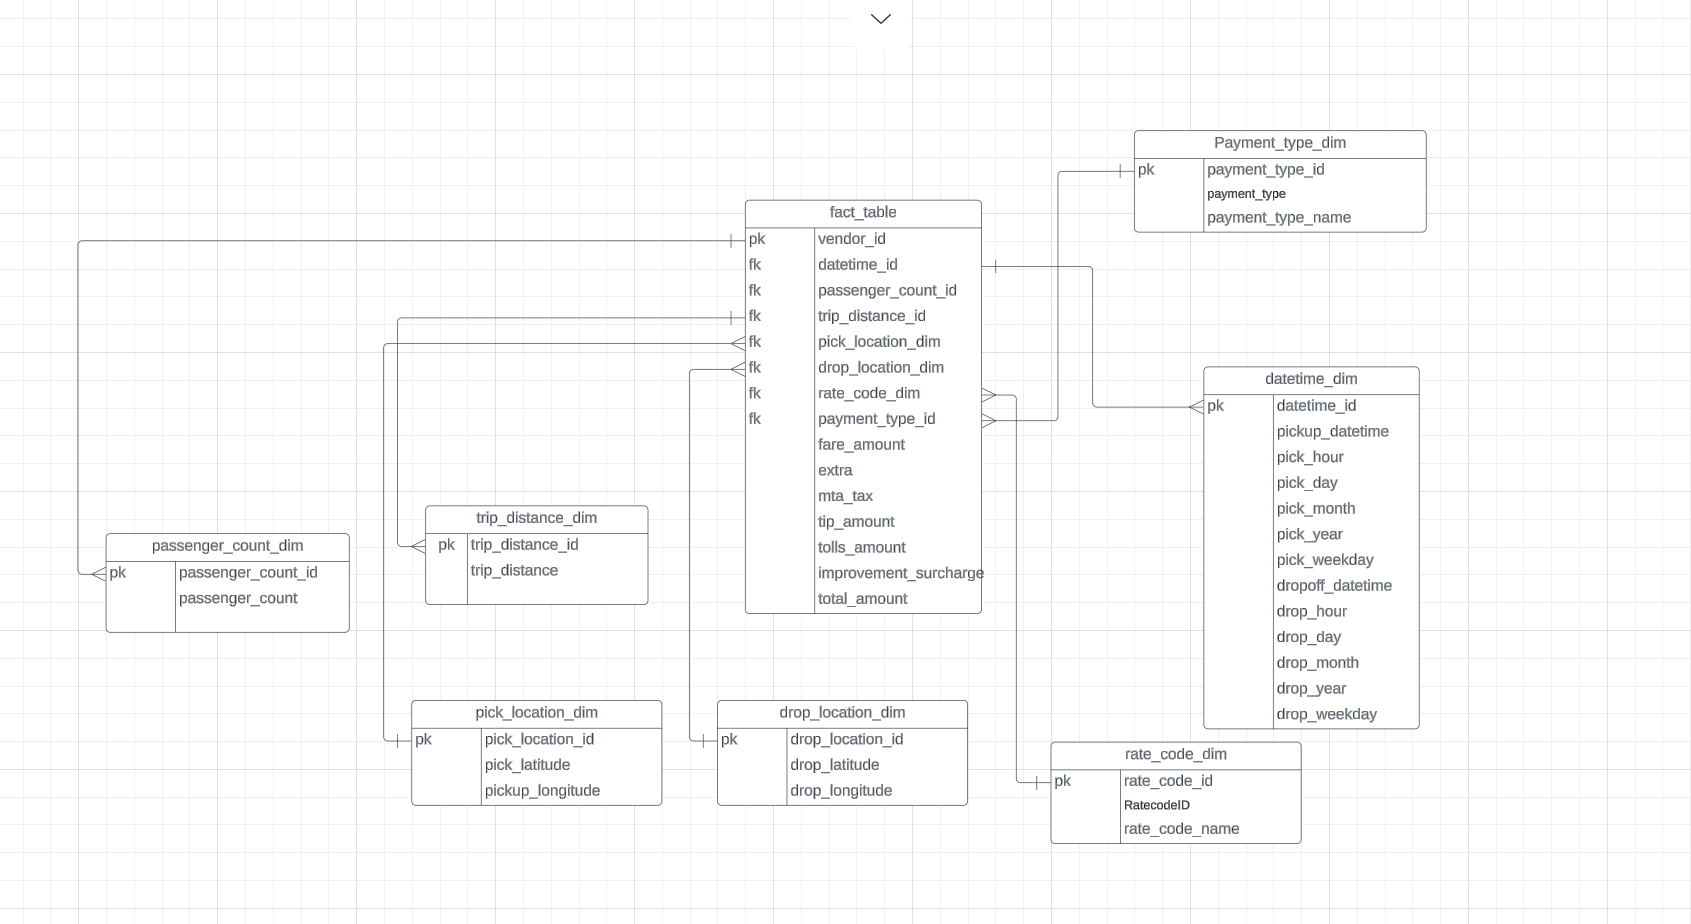 Payment_type_dim
pk payment_type_id
payment_type
payment_type_name
fact_table
pk vendor_id
fk datetime_id
fk passenger_count_id
fk trip_distance_id
fk pick_location_dim
fk drop_location_dim
fk rate_code_dim
fk payment_type_id
fare_amount
extra
mta_tax
tip_amount
tolls_amount
improvement_surcharge
total_amount
datetime_dim
pk datetime_id
pickup_datetime
pick_hour
pick_day
pick_month
pick_year
pick_weekday
dropoff_datetime
drop_hour
drop_day
drop_month
drop_year
drop_weekday
passenger_count_dim
pk passenger_count_id
passenger_count
trip_distance_dim
pk trip_distance_id
trip_distance
pick_location_dim
pk pick_location_id
pick_latitude
pickup_longitude
drop_location_dim
pk drop_location_id
drop_latitude
drop_longitude
rate_code_dim
pk rate_code_id
RatecodeID
rate_code_name